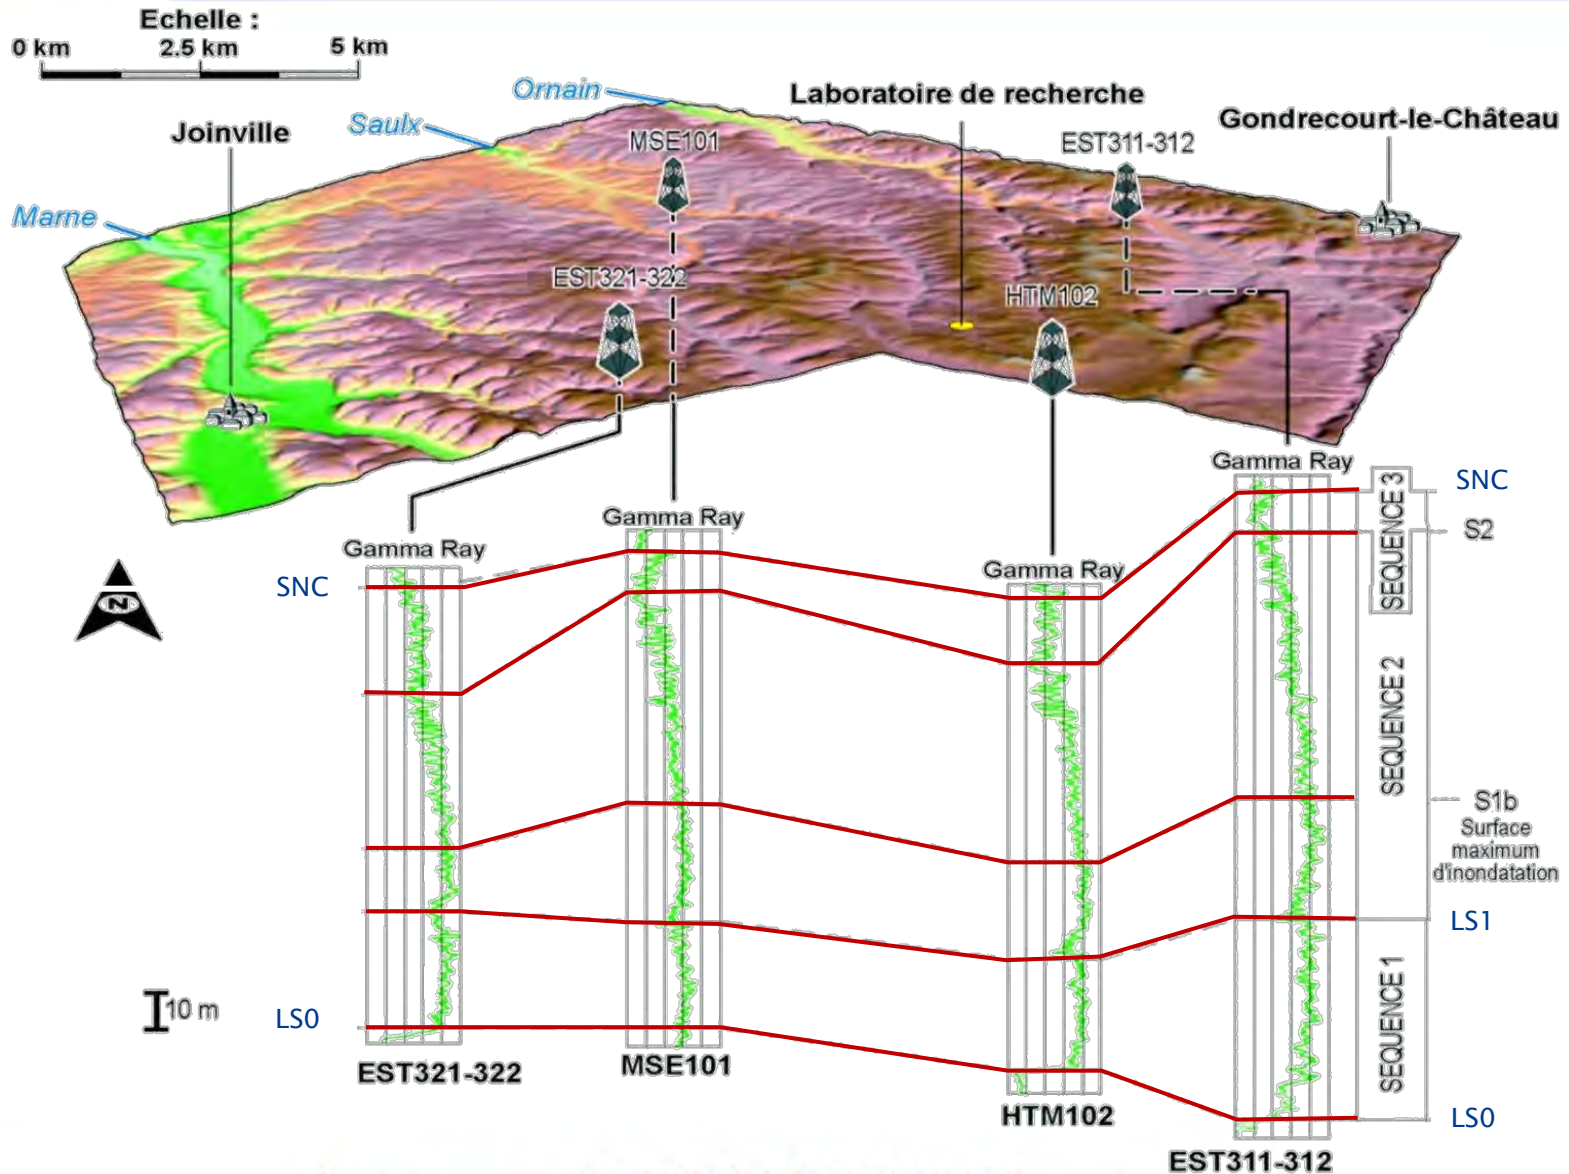 Echelle :
0 km 2.5 km 5 km
Ornain
Laboratoire de recherche
Saulx
Joinville
MSE101
EST311-312
Gondrecourt-le-Château
Marne
EST321-322
HTM102
Gamma Ray
SNC
SEQUENCE 3
Gamma Ray
S2
Gamma Ray
Gamma Ray
SNC
N
SEQUENCE 2
S1b
Surface
maximum
d'inondatation
LS1
10 m
LS0
SEQUENCE 1
EST321-322
MSE101
HTM102
LS0
EST311-312